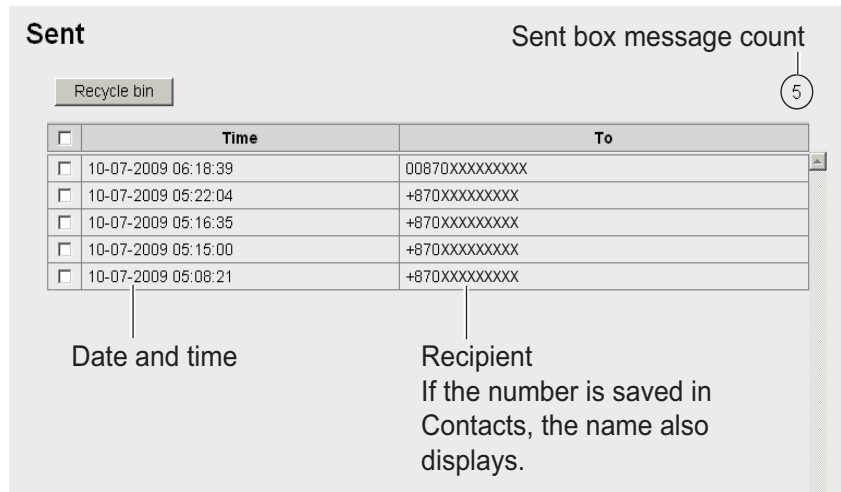 Sent
Sent box message count
Recycle bin
5
Time To
10-07-2009 06:18:39 00870XXXXXXXXX
10-07-2009 05:22:04 +870XXXXXXXXX
10-07-2009 05:16:35 +870XXXXXXXXX
10-07-2009 05:15:00 +870XXXXXXXXX
10-07-2009 05:08:21 +870XXXXXXXXX
Date and time
Recipient
If the number is saved in
Contacts, the name also
displays.